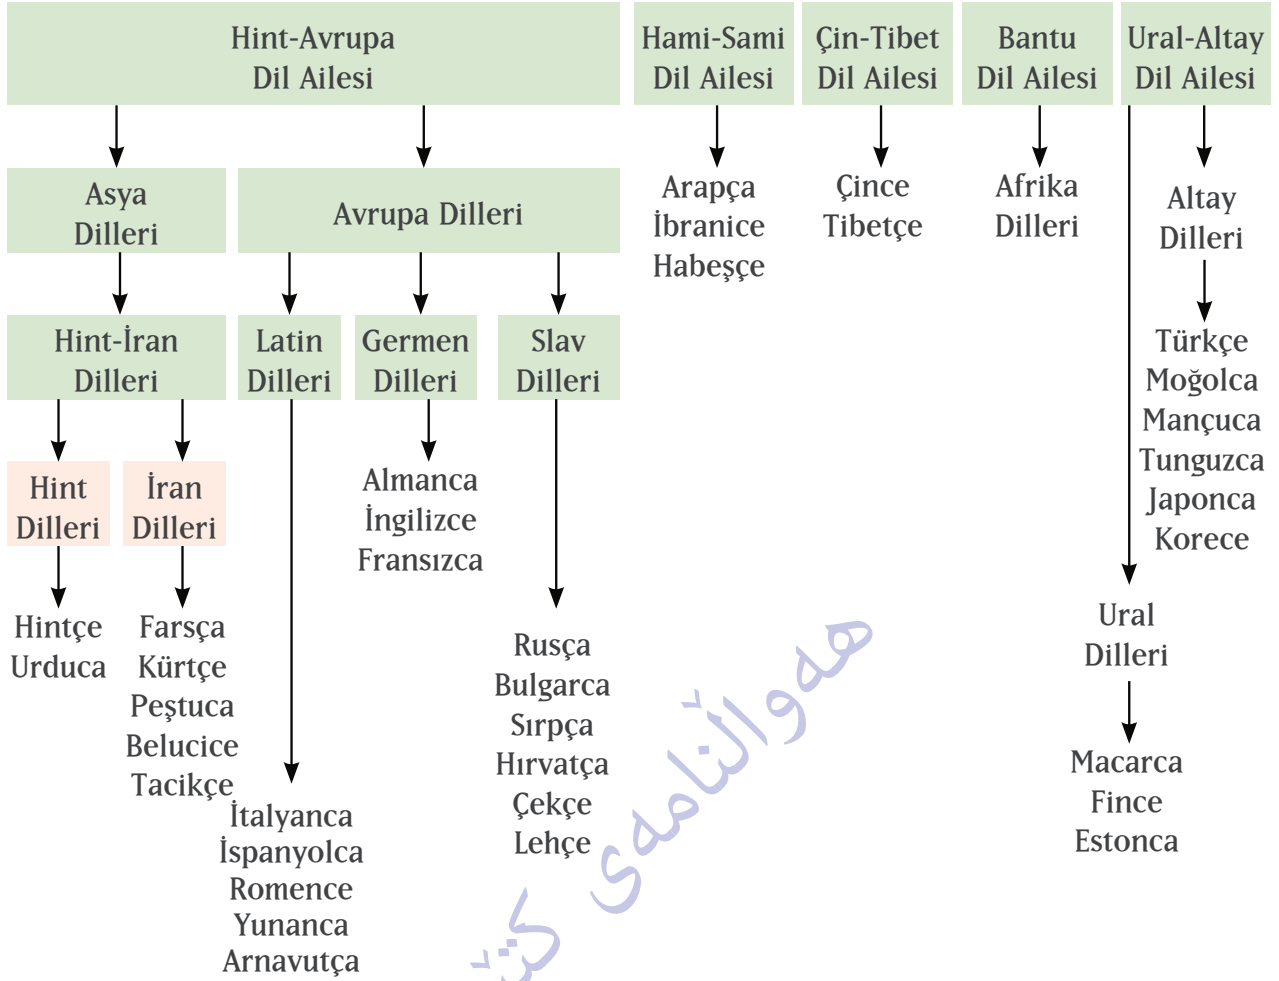 Hint-Avrupa
Dil Ailesi
Hami-Sami
Dil Ailesi
Çin-Tibet
Dil Ailesi
Bantu
Dil Ailesi
Ural-Altay
Dil Ailesi
Asya
Dilleri
Avrupa Dilleri
Arapça
İbranice
Habeşçe
Çince
Tibetçe
Afrika
Dilleri
Altay
Dilleri
Hint-İran
Dilleri
Latin
Dilleri
Germen
Dilleri
Slav
Dilleri
Türkçe
Moğolca
Mançuca
Tunguzca
Japonca
Korece
Hint
Dilleri
İran
Dilleri
Almanca
İngilizce
Fransızca
Hintçe
Urduca
Farsça
Kürtçe
Peştuca
Belucice
Tacikçe
Rusça
Bulgarca
Sırpça
Hırvatça
Çekçe
Lehçe
Ural
Dilleri
Macarca
Fince
Estonca
İtalyanca
İspanyolca
Romence
Yunanca
Arnavutça
هەواڵنامەی